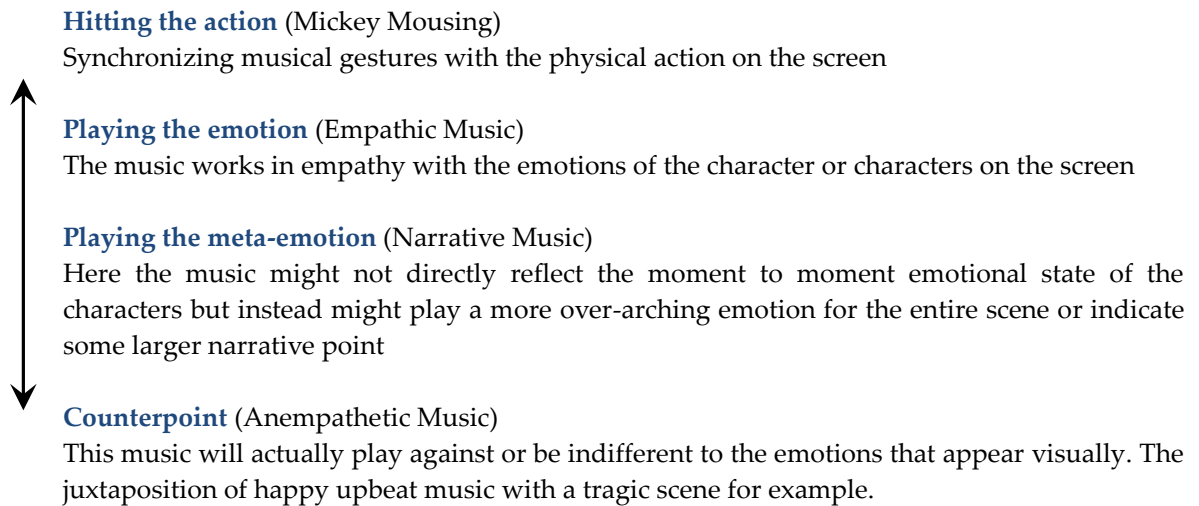 Hitting the action (Mickey Mousing)
Synchronizing musical gestures with the physical action on the screen
Playing the emotion (Empathic Music)
The music works in empathy with the emotions of the character or characters on the screen
Playing the meta-emotion (Narrative Music)
Here the music might not directly reflect the moment to moment emotional state of the
characters but instead might play a more over-arching emotion for the entire scene or indicate
some larger narrative point
Counterpoint (Anempathetic Music)
This music will actually play against or be indifferent to the emotions that appear visually. The
juxtaposition of happy upbeat music with a tragic scene for example.